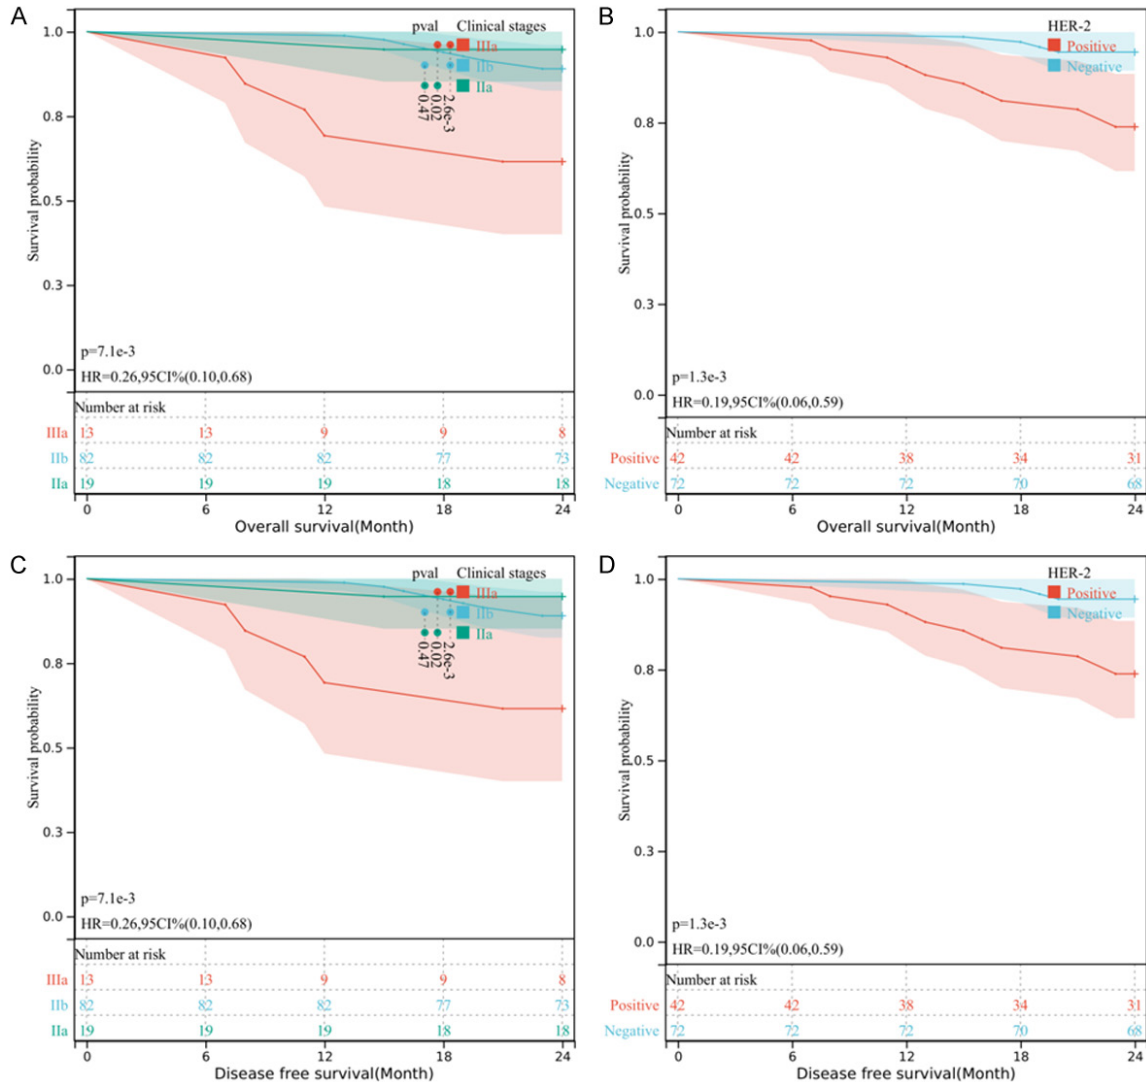 A
pval Clinical stages
IIIa
IIb
IIa
0.47
0.02
2.6e-3
1.0
0.8
0.5
0.3
0.0
Survival probability
p=7.1e-3
HR=0.26,95CI%(0.10,0.68)
Number at risk
IIIa 13 13 9 9 8
IIb 82 82 82 77 73
IIa 19 19 19 18 18
0 6 12 18 24
Overall survival(Month)
B
HER-2
Positive
Negative
1.0
0.8
0.5
0.3
0.0
Survival probability
p=1.3e-3
HR=0.19,95CI%(0.06,0.59)
Number at risk
Positive 42 42 38 34 31
Negative 72 72 72 70 68
0 6 12 18 24
Overall survival(Month)
C
pval Clinical stages
IIIa
IIb
IIa
0.47
0.02
2.6e-3
1.0
0.8
0.5
0.3
0.0
Survival probability
p=7.1e-3
HR=0.26,95CI%(0.10,0.68)
Number at risk
IIIa 13 13 9 9 8
IIb 82 82 82 77 73
IIa 19 19 19 18 18
0 6 12 18 24
Disease free survival(Month)
D
HER-2
Positive
Negative
1.0
0.8
0.5
0.3
0.0
Survival probability
p=1.3e-3
HR=0.19,95CI%(0.06,0.59)
Number at risk
Positive 42 42 38 34 31
Negative 72 72 72 70 68
0 6 12 18 24
Disease free survival(Month)